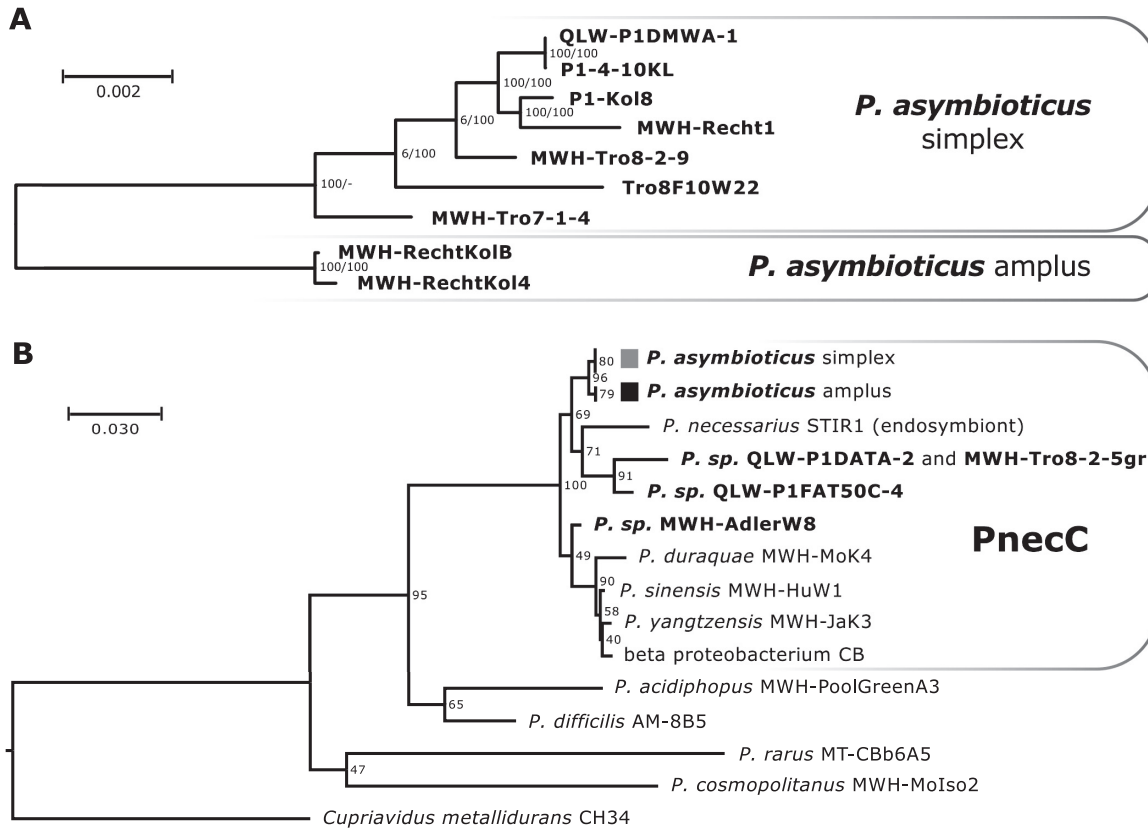 A
0.002
QLW-P1DMWA-1
100/100
P1-4-10KL
100/100
P1-Kol8
100/100
MWH-Recht1
6/100
MWH-Tro8-2-9
6/100
Tro8F10W22
100/-
MWH-Tro7-1-4
P. asymbioticus
simplex
MWH-RechtKolB
100/100
MWH-RechtKol4
P. asymbioticus amplus
B
0.030
80
P. asymbioticus simplex
96
79
P. asymbioticus amplus
69
P. necessarius STIR1 (endosymbiont)
71
P. sp. QLW-P1DATA-2 and MWH-Tro8-2-5gr
91
P. sp. QLW-P1FAT50C-4
100
P. sp. MWH-AdlerW8
PnecC
49
P. duraquae MWH-MoK4
90
P. sinensis MWH-HuW1
58
P. yangtzensis MWH-JaK3
40
beta proteobacterium CB
95
P. acidiphopus MWH-PoolGreenA3
65
P. difficilis AM-8B5
P. rarus MT-CBb6A5
47
P. cosmopolitanus MWH-MoIso2
Cupriavidus metallidurans CH34